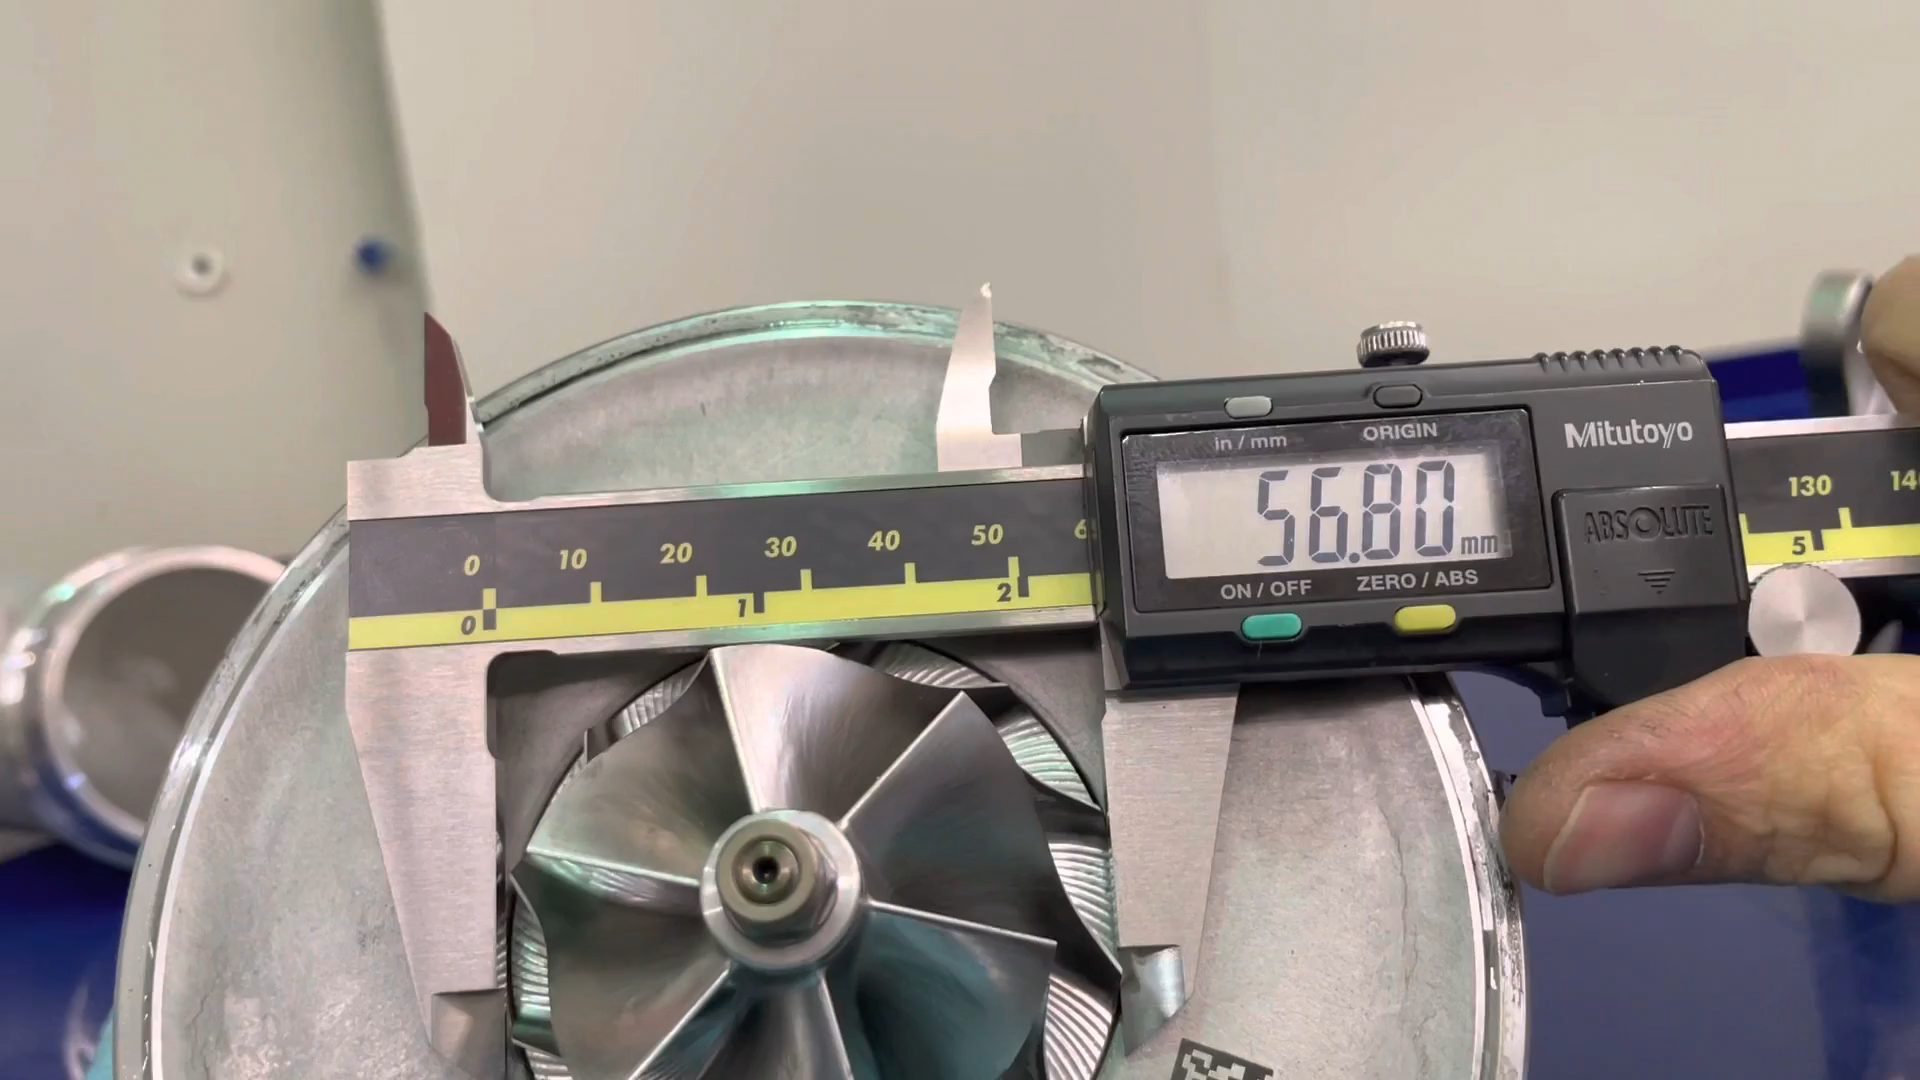 in / mm
ORIGIN
Mitutoyo
56.80 mm
ABSOLUTE
ON / OFF
ZERO / ABS
0 10 20 30 40 50
0 1 2
130
5